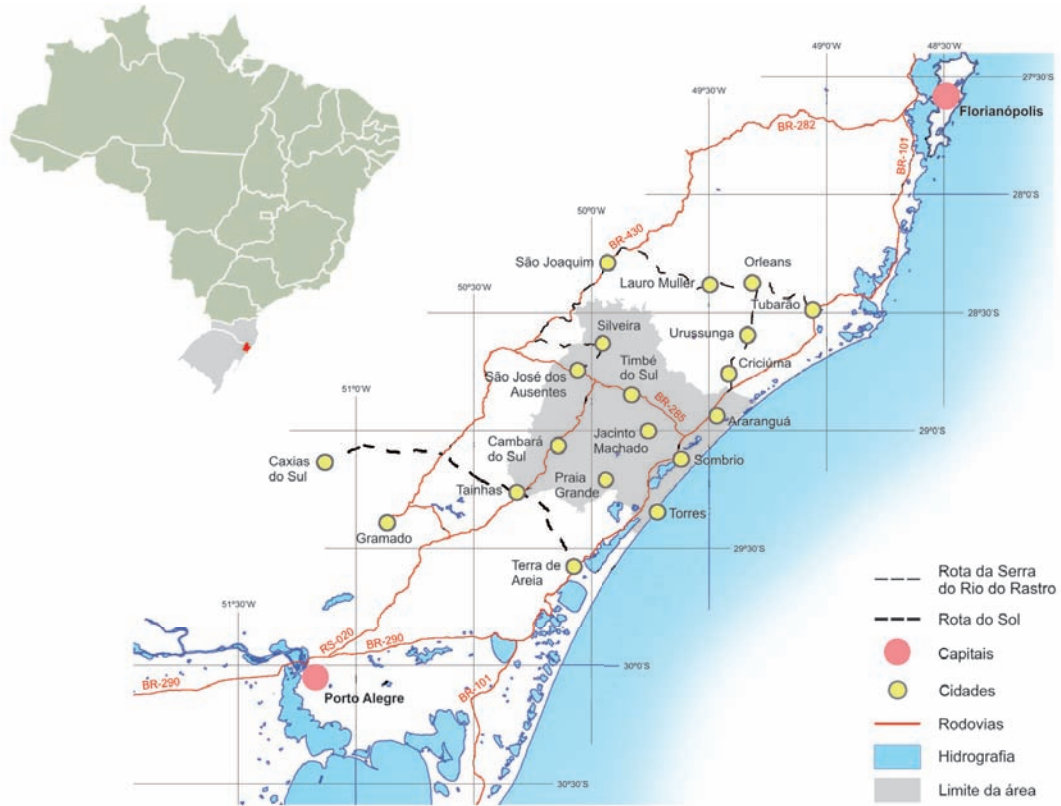 49°0'W
48°30'W
27°30'S
Florianópolis
49°30'W
BR-282
BR-101
28°0'S
50°0'W
BR-430
São Joaquim
Lauro Muller
Orleans
Tubarão
50°30'W
28°30'S
Silveira
Urussunga
Timbé
do Sul
Criciúma
São José dos
Ausentes
51°0'W
BR-285
Araranguá
29°0'S
Cambará
do Sul
Jacinto
Machado
Caxias
do Sul
Sombrio
Tainhas
Praia
Grande
Torres
Gramado
29°30'S
Terra de
Areia
51°30'W
RS-020
BR-290
30°0'S
BR-290
Porto Alegre
BR-101
30°30'S
Rota da Serra
do Rio do Rastro
Rota do Sol
Capitais
Cidades
Rodovias
Hidrografia
Limite da área